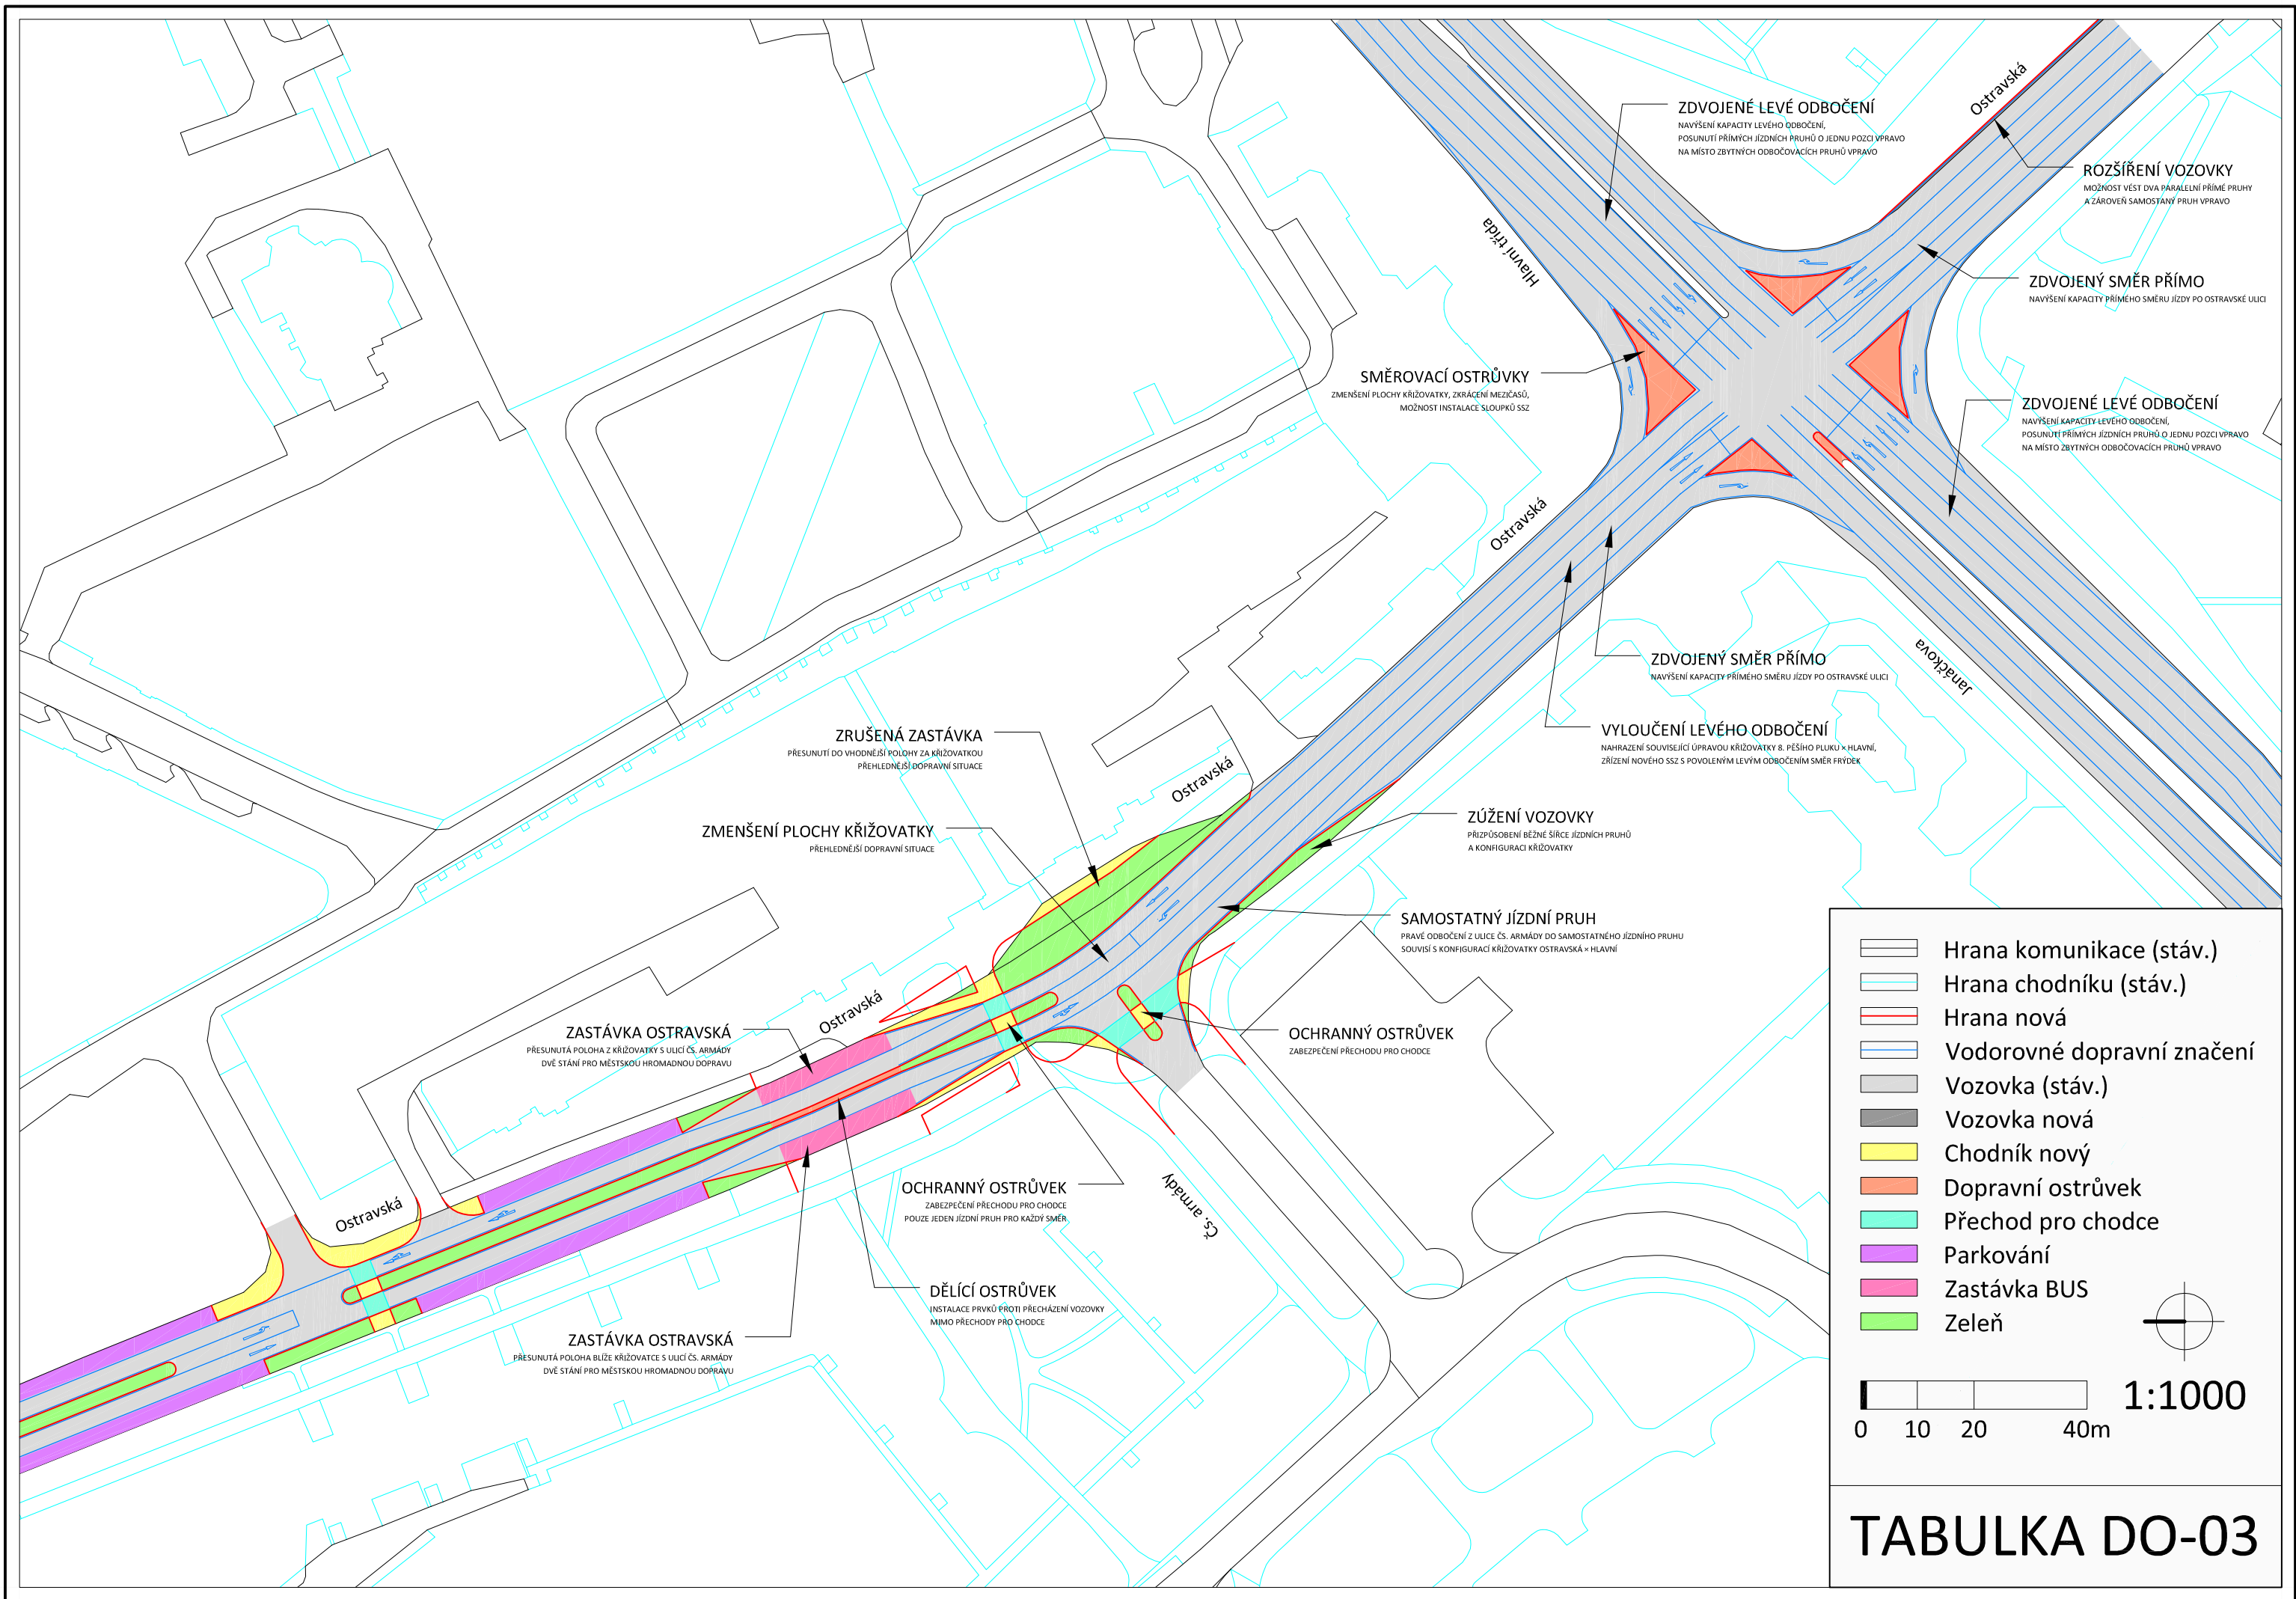 ZDVOJENÉ LEVÉ ODBOČENÍ
NAVÝŠENÍ KAPACITY LEVÉHO ODBOČENÍ,
POSUNUTÍ PŘÍMÝCH JÍZDNÍCH PRUHŮ O JEDNU POZICI VPRAVO
NA MÍSTO ZBYTNÝCH ODBOČOVACÍCH PRUHŮ VPRAVO
Ostravská
ROZŠÍŘENÍ VOZOVKY
MOŽNOST VÉST DVA PARALELNÍ PŘÍMÉ PRUHY
A ZÁROVEŇ SAMOSTANÝ PRUH VPRAVO
Hlavní třída
ZDVOJENÝ SMĚR PŘÍMO
NAVÝŠENÍ KAPACITY PŘÍMÉHO SMĚRU JÍZDY PO OSTRAVSKÉ ULICI
SMĚROVACÍ OSTRŮVKY
ZMENŠENÍ PLOCHY KŘIŽOVATKY, ZKRÁCENÍ MEZIČASŮ,
MOŽNOST INSTALACE SLOUPKŮ SSZ
ZDVOJENÉ LEVÉ ODBOČENÍ
NAVÝŠENÍ KAPACITY LEVÉHO ODBOČENÍ,
POSUNUTÍ PŘÍMÝCH JÍZDNÍCH PRUHŮ O JEDNU POZCI VPRAVO
NA MÍSTO ZBYTNÝCH ODBOČOVACÍCH PRUHŮ VPRAVO
Ostravská
ZDVOJENÝ SMĚR PŘÍMO
NAVÝŠENÍ KAPACITY PŘÍMÉHO SMĚRU JÍZDY PO OSTRAVSKÉ ULICI
Janáčkova
VYLOUČENÍ LEVÉHO ODBOČENÍ
NAHRAZENÍ SOUVISEJÍCÍ ÚPRAVOU KŘIŽOVATKY 8. PĚŠÍHO PLUKU × HLAVNÍ,
ZŘÍZENÍ NOVÉHO SSZ S POVOLENÝM LEVÝM ODBOČENÍM SMĚR FRÝDEK
ZRUŠENÁ ZASTÁVKA
PŘESUNUTÍ DO VHODNĚJŠÍ POLOHY ZA KŘIŽOVATKOU
PŘEHLEDNĚJŠÍ DOPRAVNÍ SITUACE
Ostravská
ZMENŠENÍ PLOCHY KŘIŽOVATKY
PŘEHLEDNĚJŠÍ DOPRAVNÍ SITUACE
ZÚŽENÍ VOZOVKY
PŘIZPŮSOBENÍ BĚŽNÉ ŠÍŘCE JÍZDNÍCH PRUHŮ
A KONFIGURACI KŘIŽOVATKY
SAMOSTATNÝ JÍZDNÍ PRUH
PRAVÉ ODBOČENÍ Z ULICE ČS. ARMÁDY DO SAMOSTATNÉHO JÍZDNÍHO PRUHU
SOUVISÍ S KONFIGURACÍ KŘIŽOVATKY OSTRAVSKÁ × HLAVNÍ
Ostravská
ZASTÁVKA OSTRAVSKÁ
PŘESUNUTÁ POLOHA Z KŘIŽOVATKY S ULICÍ ČS. ARMÁDY
DVĚ STÁNÍ PRO MĚSTSKOU HROMADNOU DOPRAVU
OCHRANNÝ OSTRŮVEK
ZABEZPEČENÍ PŘECHODU PRO CHODCE
OCHRANNÝ OSTRŮVEK
ZABEZPEČENÍ PŘECHODU PRO CHODCE
POUZE JEDEN JÍZDNÍ PRUH PRO KAŽDÝ SMĚR
Čs. armády
Ostravská
DĚLÍCÍ OSTRŮVEK
INSTALACE PRVKŮ PROTI PŘECHÁZENÍ VOZOVKY
MIMO PŘECHODY PRO CHODCE
ZASTÁVKA OSTRAVSKÁ
PŘESUNUTÁ POLOHA BLÍŽE KŘIŽOVATCE S ULICÍ ČS. ARMÁDY
DVĚ STÁNÍ PRO MĚSTSKOU HROMADNOU DOPRAVU
Hrana komunikace (stáv.)
Hrana chodníku (stáv.)
Hrana nová
Vodorovné dopravní značení
Vozovka (stáv.)
Vozovka nová
Chodník nový
Dopravní ostrůvek
Přechod pro chodce
Parkování
Zastávka BUS
Zeleň
1:1000
0 10 20 40m
TABULKA DO-03